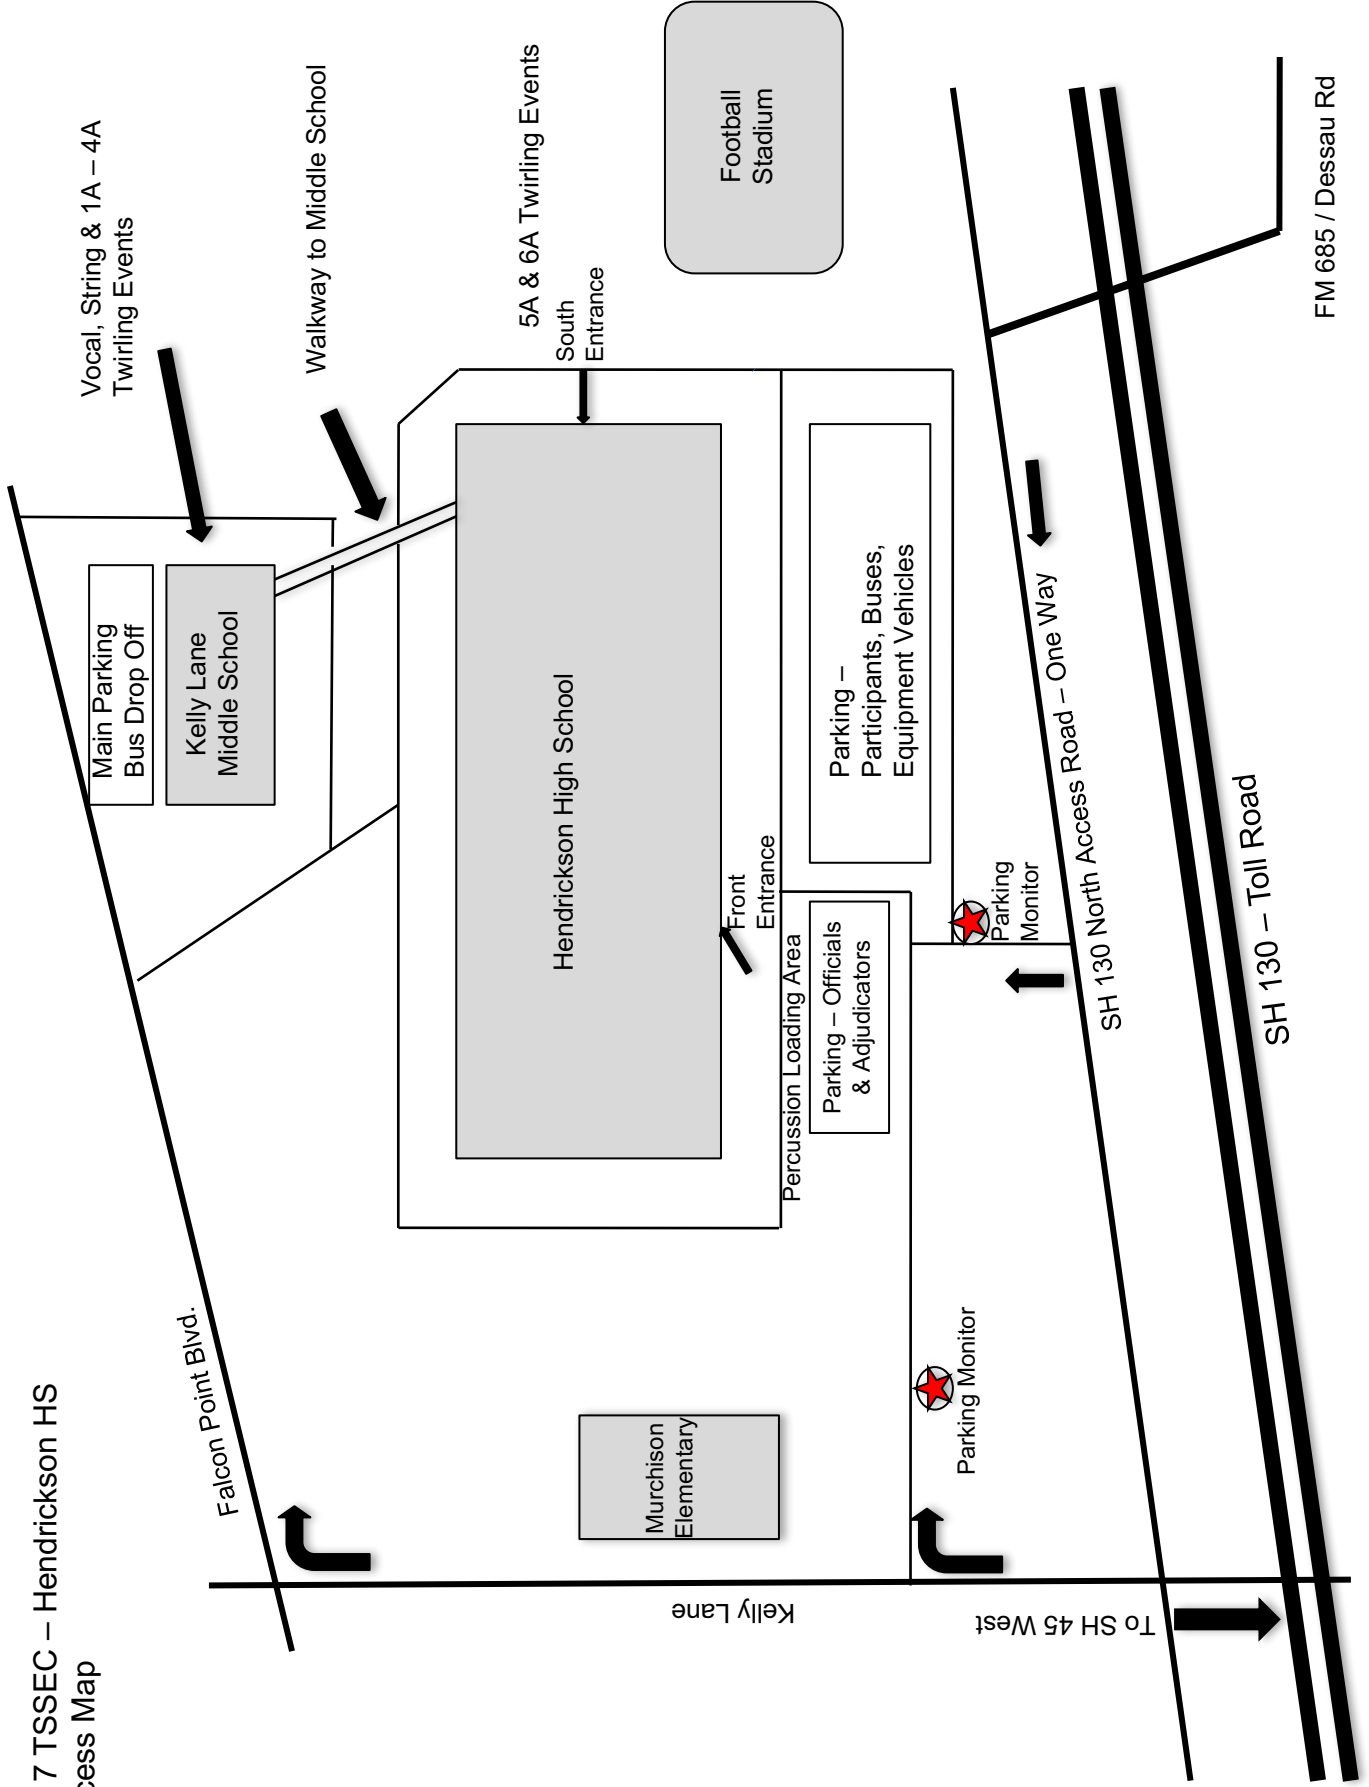 7 TSSEC – Hendrickson HS
cess Map
Falcon Point Blvd.
Vocal, String & 1A – 4A
Twirling Events
Walkway to Middle School
Main Parking
Bus Drop Off
Kelly Lane
Middle School
5A & 6A Twirling Events
South
Entrance
Football
Stadium
Hendrickson High School
Murchison
Elementary
Front
Entrance
Percussion Loading Area
Parking – Officials
& Adjudicators
Parking –
Participants, Buses,
Equipment Vehicles
Parking
Monitor
Parking Monitor
Kelly Lane
To SH 45 West
SH 130 North Access Road – One Way
SH 130 – Toll Road
FM 685 / Dessau Rd